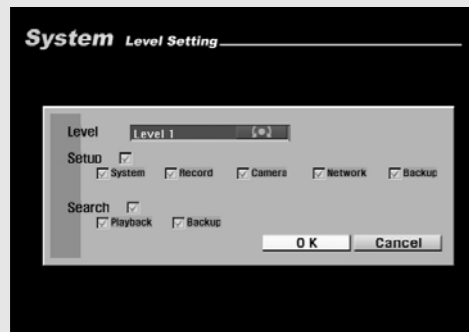 System Level Setting
Level Level 1
Setup
System Record Camera Network Backup
Search
Playback Backup
OK Cancel